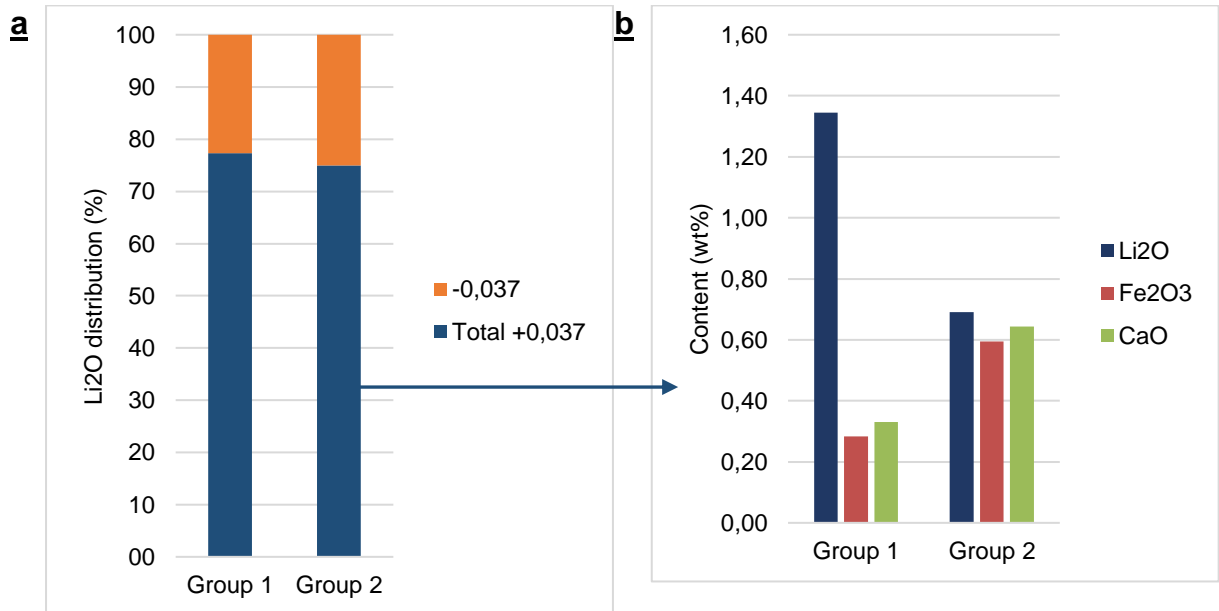 a
100
90
80
70
60
50
40
30
20
10
00
Li2O distribution (%)
Group 1 Group 2
-0,037
Total +0,037
b
1,60
1,40
1,20
1,00
0,80
0,60
0,40
0,20
0,00
Content (wt%)
Group 1 Group 2
Li2O
Fe2O3
CaO